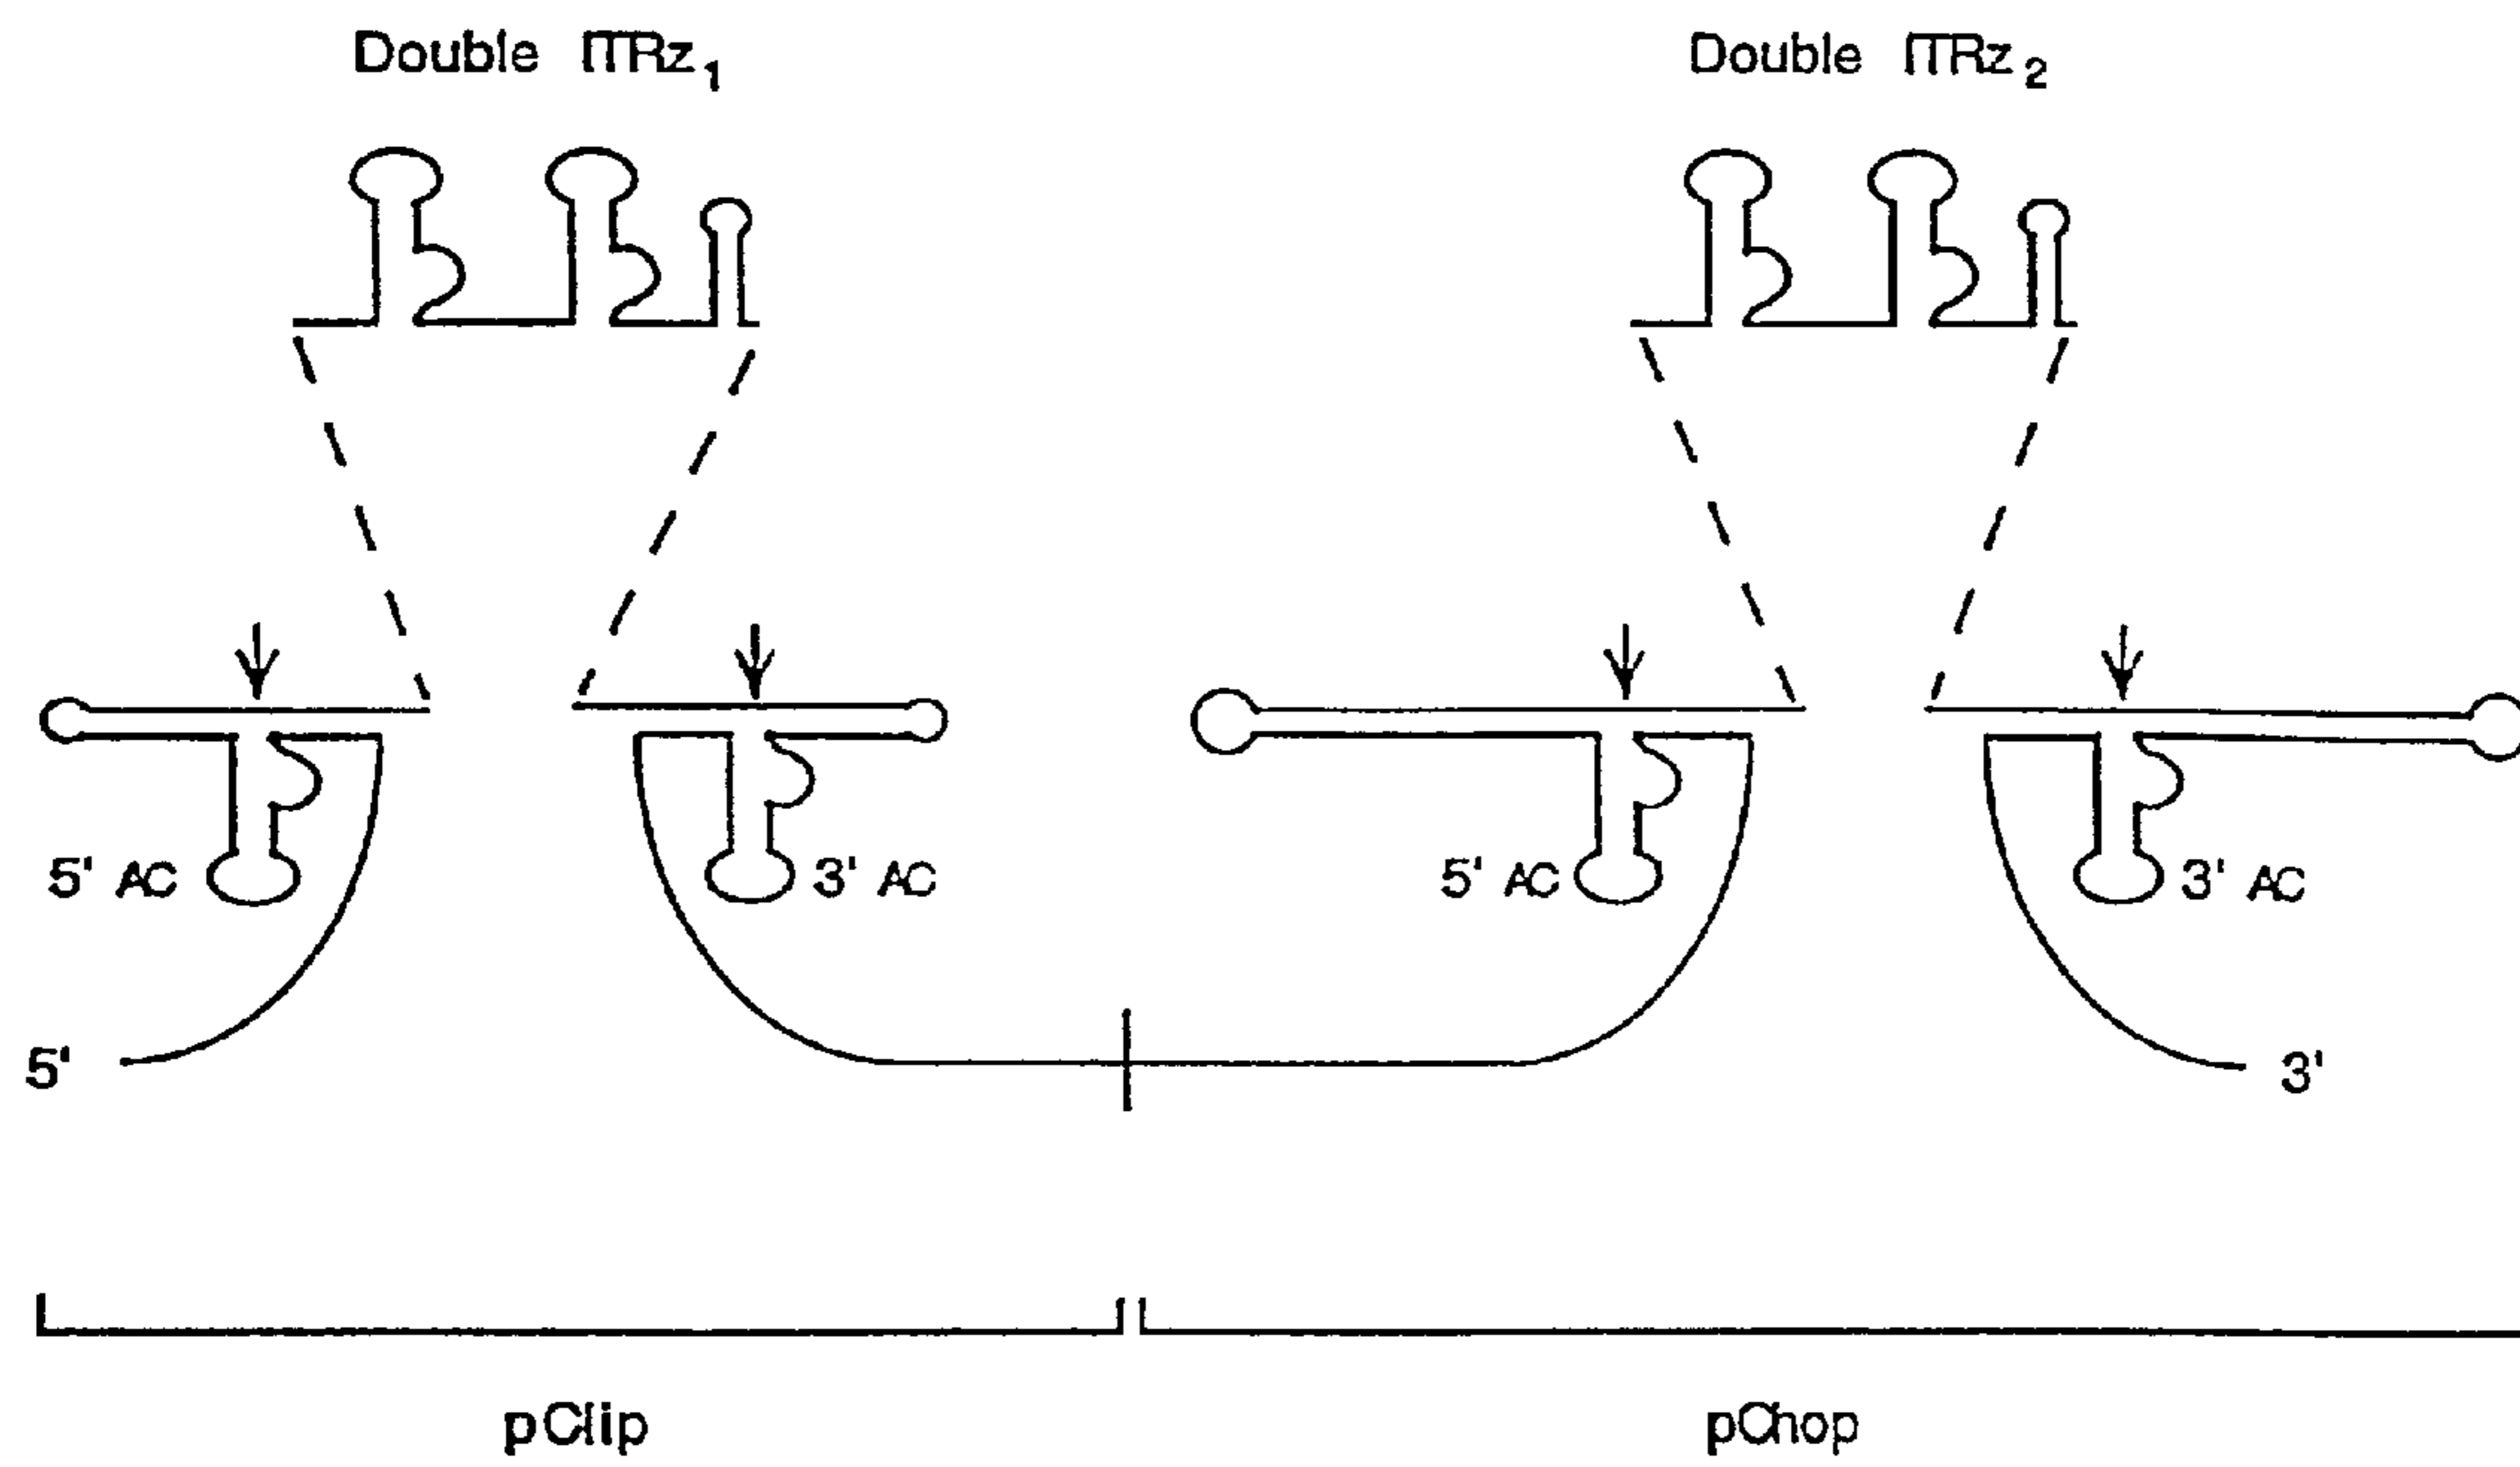 Double ITRz1
Double ITRz2
5' AC
3' AC
5' AC
3' AC
5'
3'
pClip
pChop